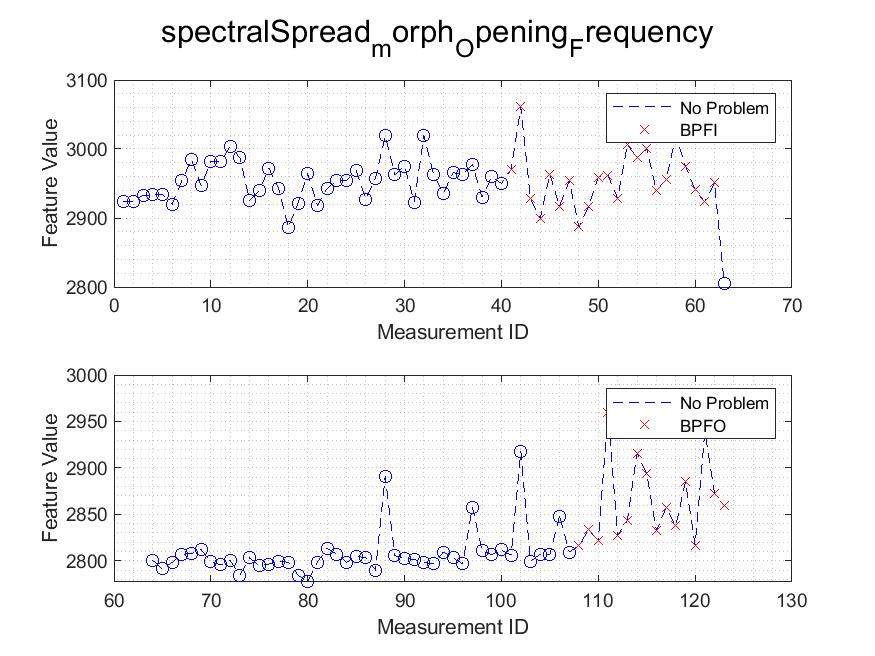 spectralSpread_morph_Opening_Frequency
3100
3000
2900
2800
Feature Value
No Problem
BPFI
0 10 20 30 40 50 60 70
Measurement ID
3000
2950
2900
2850
2800
Feature Value
No Problem
BPFO
60 70 80 90 100 110 120 130
Measurement ID